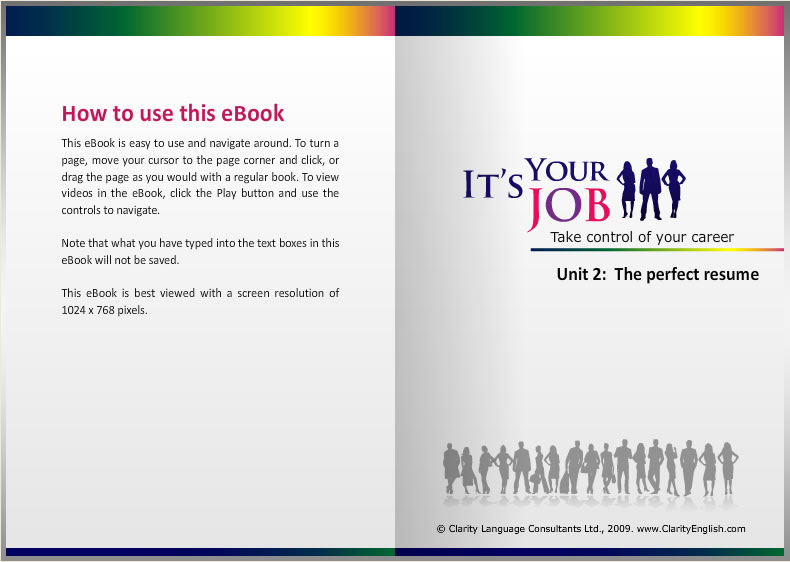 How to use this eBook
This eBook is easy to use and navigate around. To turn a
page, move your cursor to the page corner and click, or
drag the page as you would with a regular book. To view
videos in the eBook, click the Play button and use the
controls to navigate.
Note that what you have typed into the text boxes in this
eBook will not be saved.
This eBook is best viewed with a screen resolution of
1024 x 768 pixels.
IT'S YOUR
JOB
Take control of your career
Unit 2: The perfect resume
© Clarity Language Consultants Ltd., 2009. www.ClarityEnglish.com